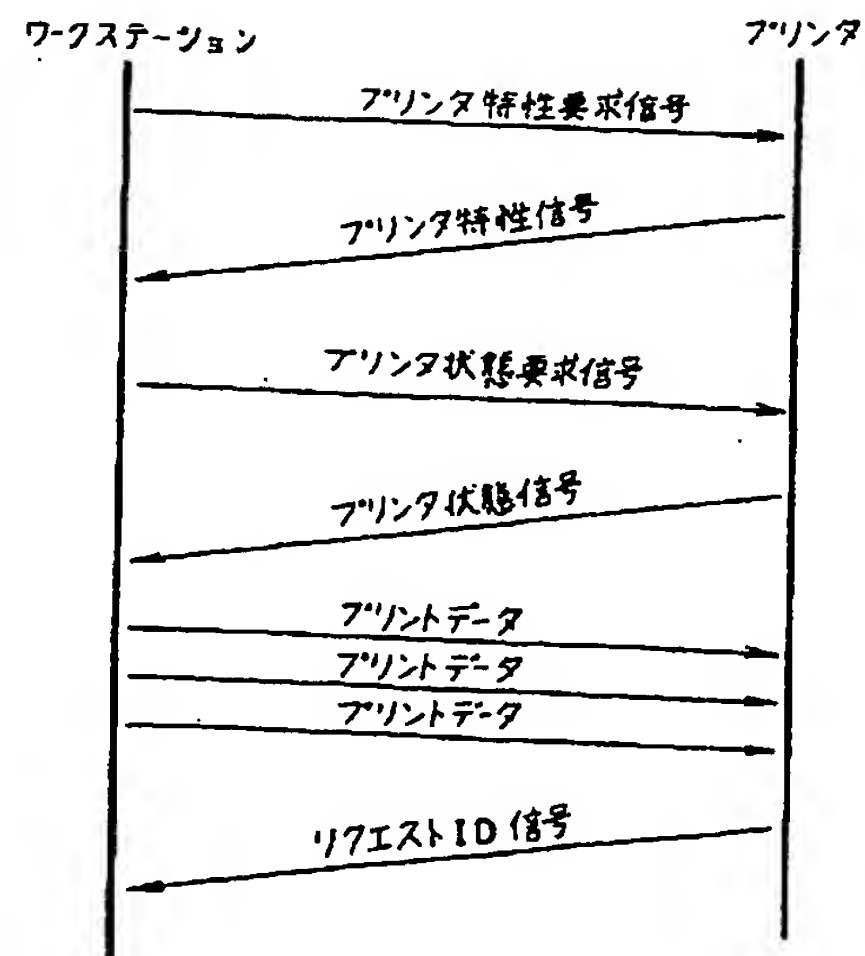 ワークステーション
プリンタ
プリンタ特性要求信号
プリンタ特性信号
プリンタ状態要求信号
プリンタ状態信号
プリントデータ
プリントデータ
プリントデータ
リクエストID信号